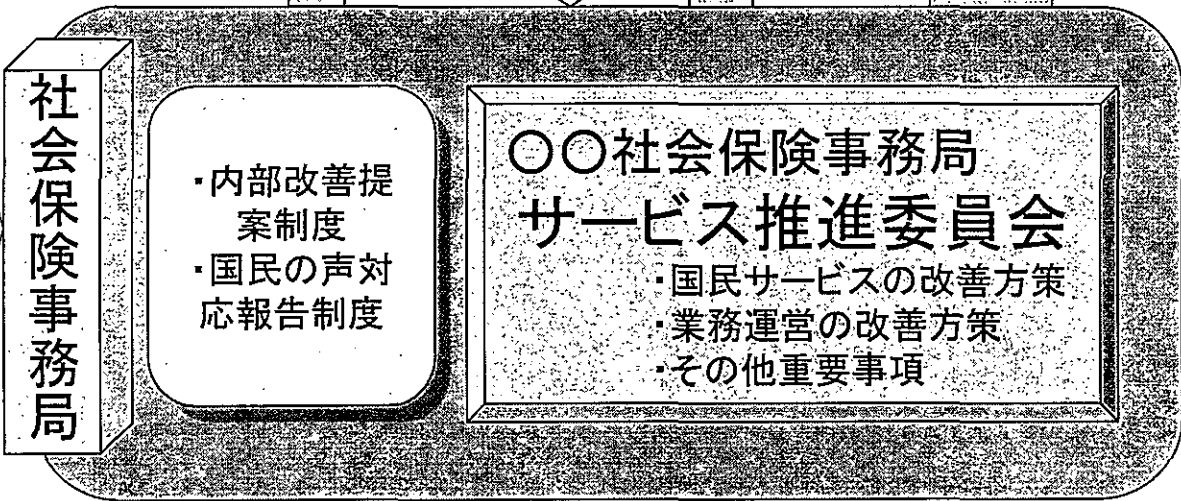 社会保険事務局
・内部改善提
案制度
・国民の声対
応報告制度
〇〇社会保険事務局
サービス推進委員会
・国民サービスの改善方策
・業務運営の改善方策
・その他重要事項